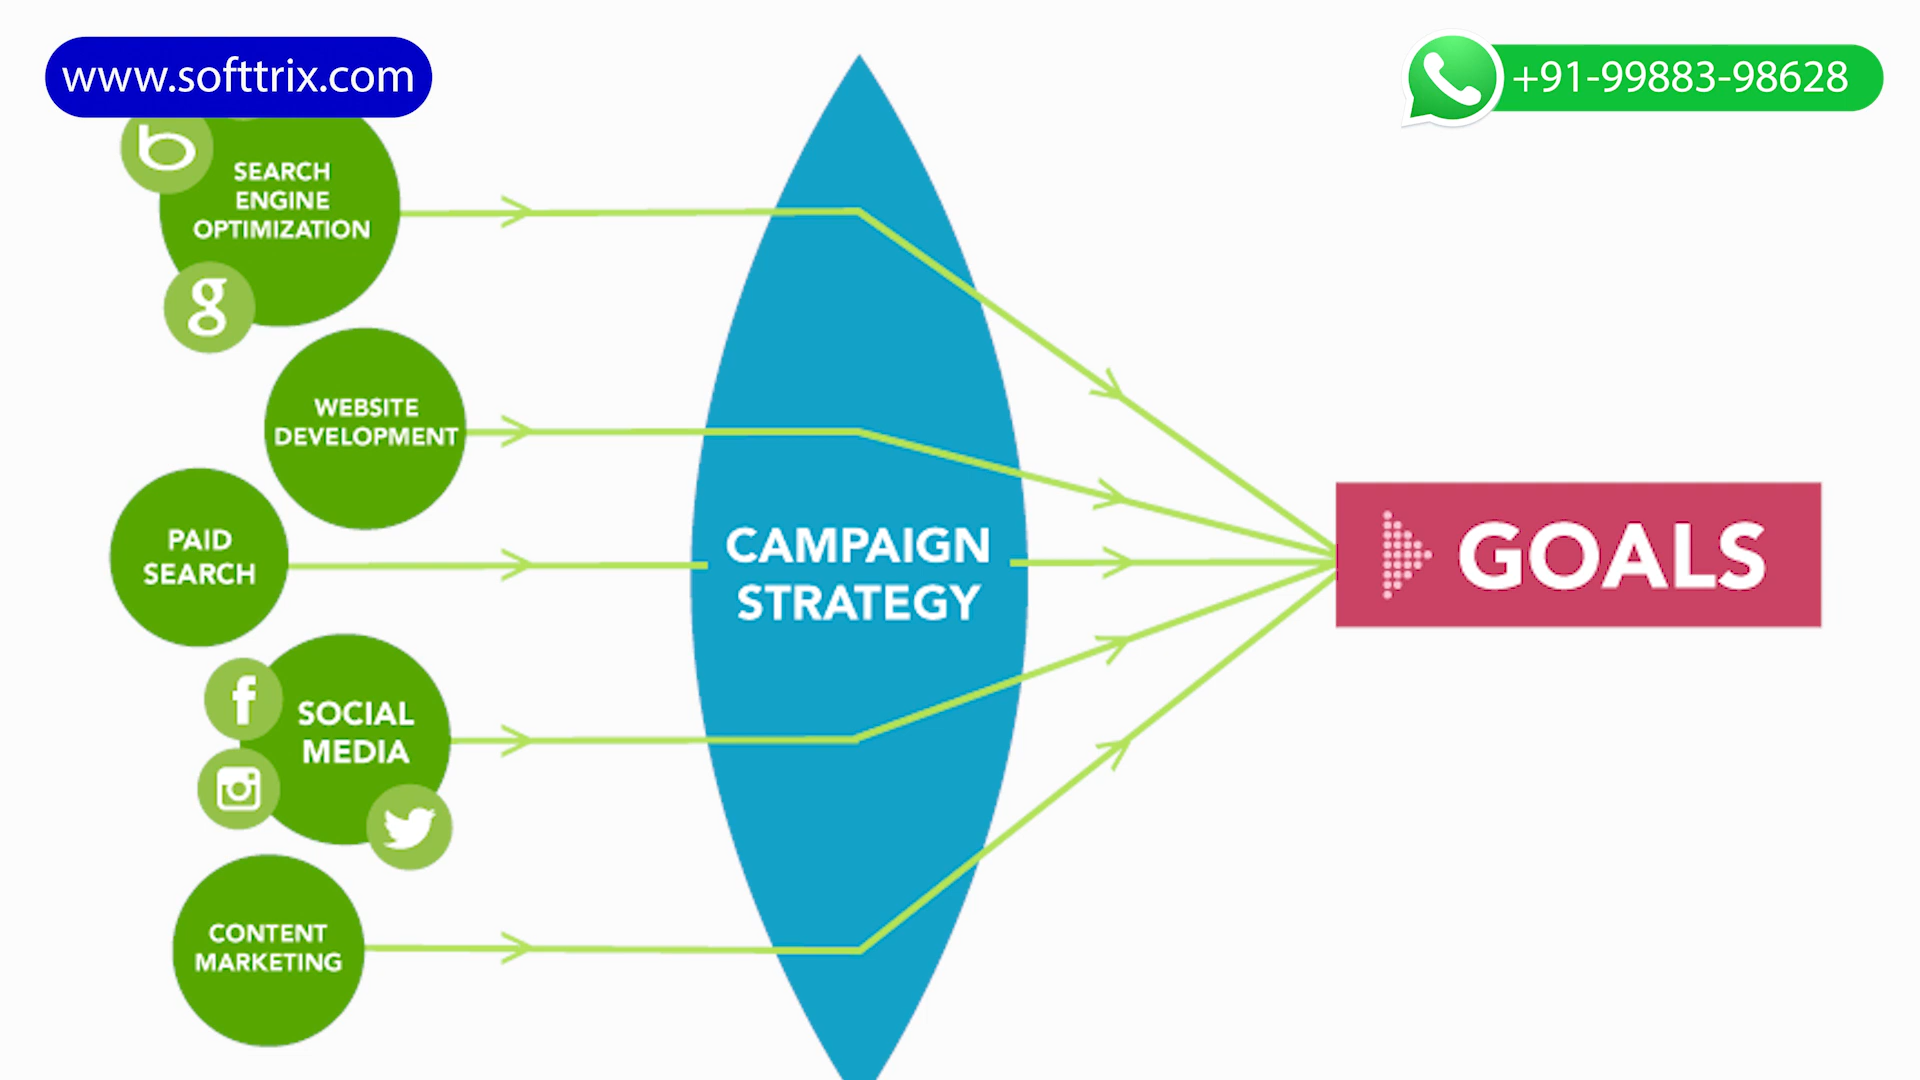 www.softtrix.com
+91-99883-98628
b
SEARCH
ENGINE
OPTIMIZATION
g
WEBSITE
DEVELOPMENT
PAID
SEARCH
CAMPAIGN
STRATEGY
GOALS
f
SOCIAL
MEDIA
CONTENT
MARKETING